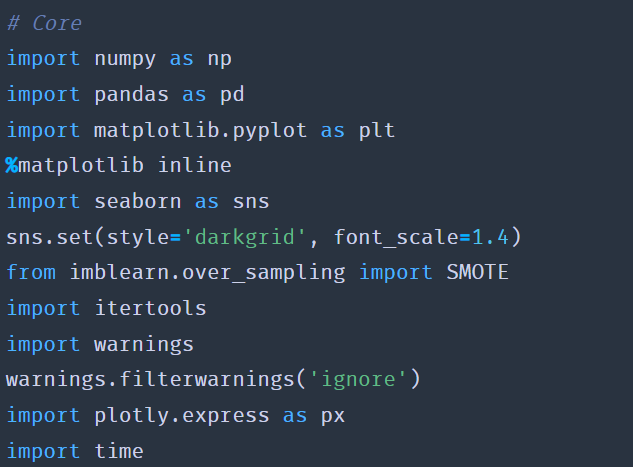 # Core
import numpy as np
import pandas as pd
import matplotlib.pyplot as plt
%matplotlib inline
import seaborn as sns
sns.set(style='darkgrid', font_scale=1.4)
from imblearn.over_sampling import SMOTE
import itertools
import warnings
warnings.filterwarnings('ignore')
import plotly.express as px
import time